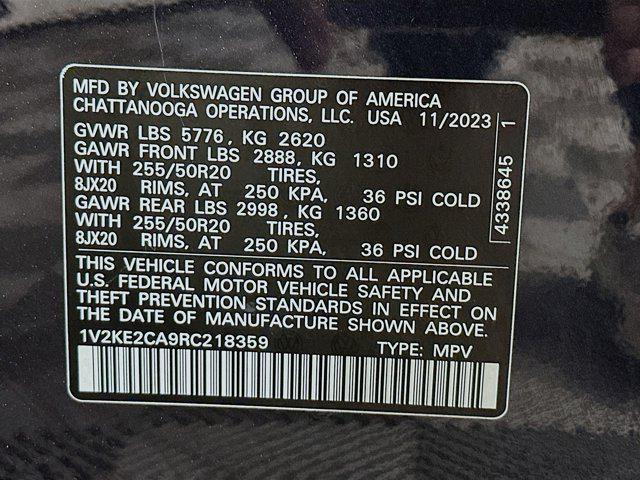 MFD BY VOLKSWAGEN GROUP OF AMERICA
CHATTANOOGA OPERATIONS, LLC. USA 11/2023
GVWR LBS 5776, KG 2620
GAWR FRONT LBS 2888, KG 1310
WITH 255/50R20 TIRES,
8JX20 RIMS, AT 250 KPA, 36 PSI COLD
GAWR REAR LBS 2998, KG 1360
WITH 255/50R20 TIRES,
8JX20 RIMS, AT 250 KPA, 36 PSI COLD
THIS VEHICLE CONFORMS TO ALL APPLICABLE
U.S. FEDERAL MOTOR VEHICLE SAFETY AND
THEFT PREVENTION STANDARDS IN EFFECT ON
THE DATE OF MANUFACTURE SHOWN ABOVE.
1V2KE2CA9RC218359 TYPE: MPV
4338645 1